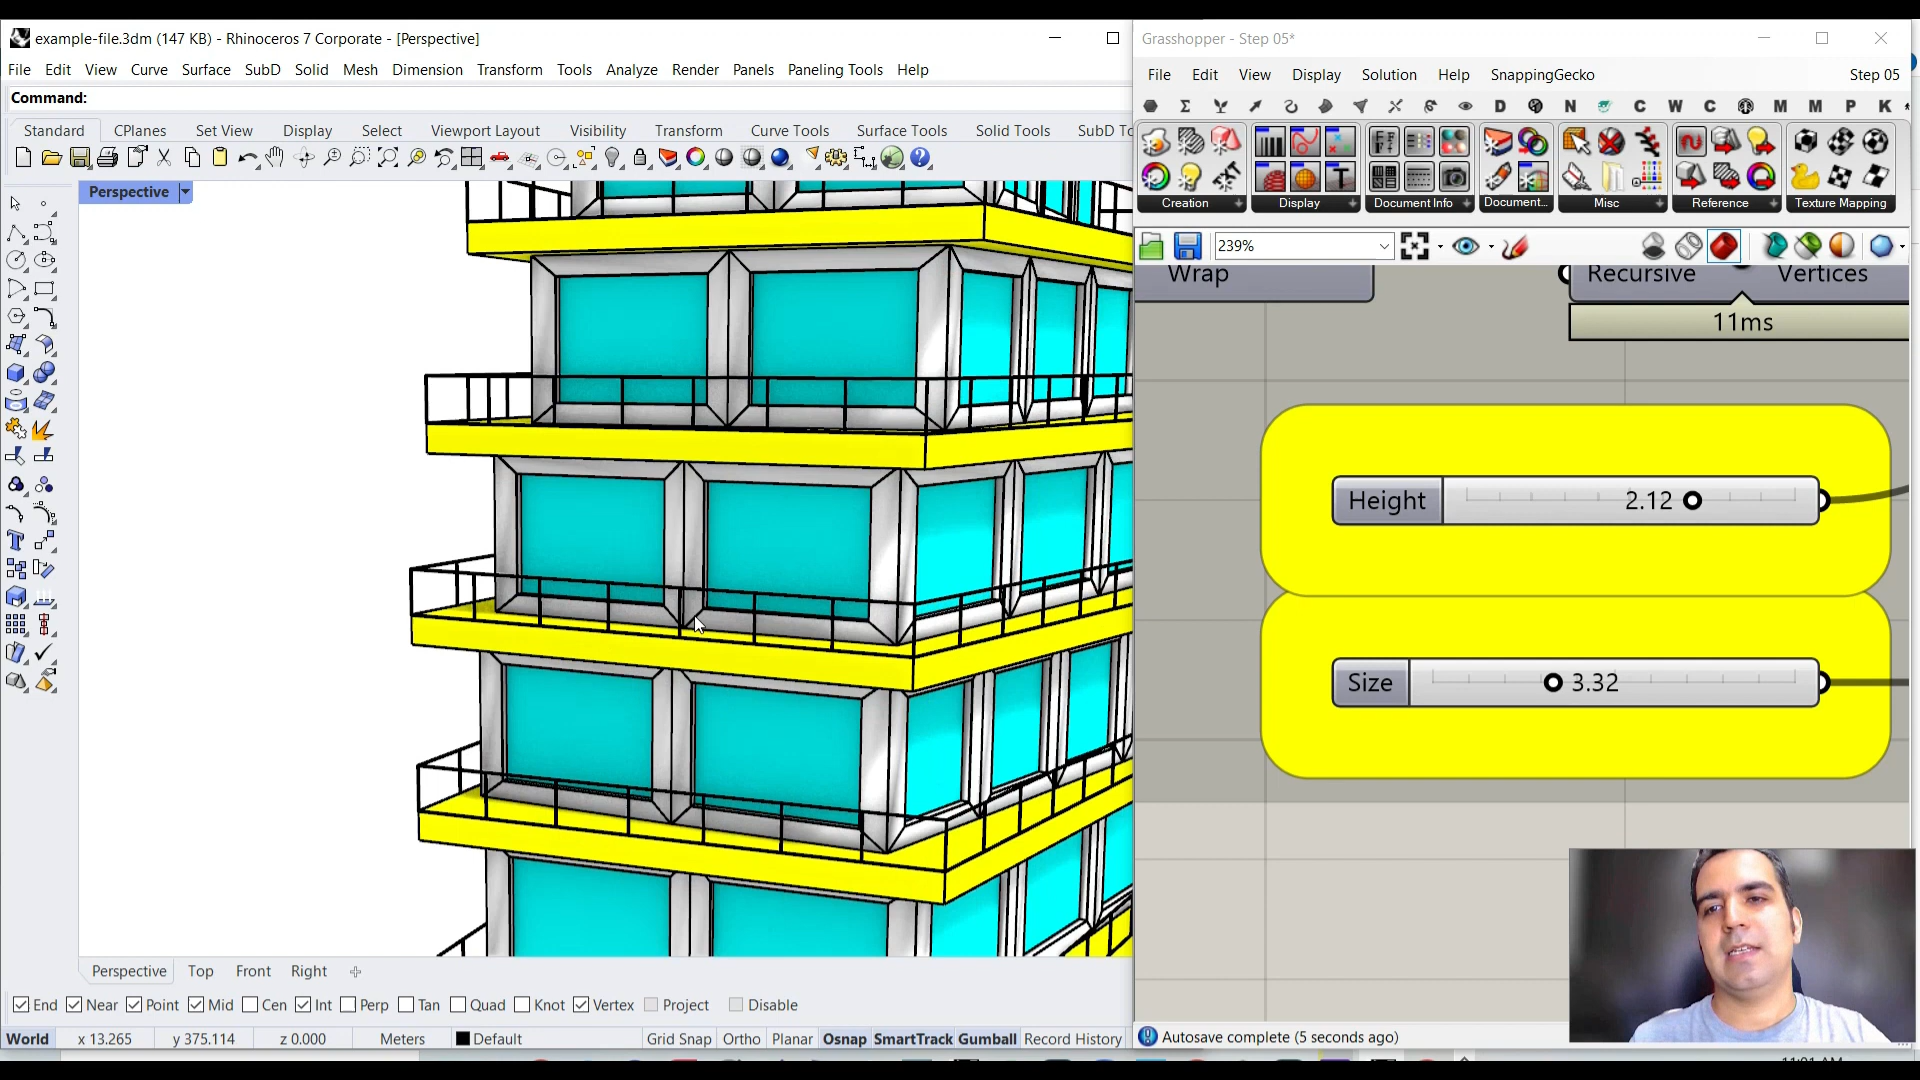 example-file.3dm (147 KB) - Rhinoceros 7 Corporate - [Perspective]
File Edit View Curve Surface SubD Solid Mesh Dimension Transform Tools Analyze Render Panels Paneling Tools Help
Command:
Standard CPlanes Set View Display Select Viewport Layout Visibility Transform Curve Tools Surface Tools Solid Tools SubD To
Perspective
Grasshopper - Step 05*
File Edit View Display Solution Help SnappingGecko Step 05
D N C W C M M P K
Creation Display Document Info Document... Misc Reference Texture Mapping
239%
Wrap
Recursive Vertices
11ms
Height 2.12
Size 3.32
Autosave complete (5 seconds ago)
Perspective Top Front Right
End Near Point Mid Cen Int Perp Tan Quad Knot Vertex Project Disable
World x 13.265 y 375.114 z 0.000 Meters Default Grid Snap Ortho Planar Osnap SmartTrack Gumball Record History